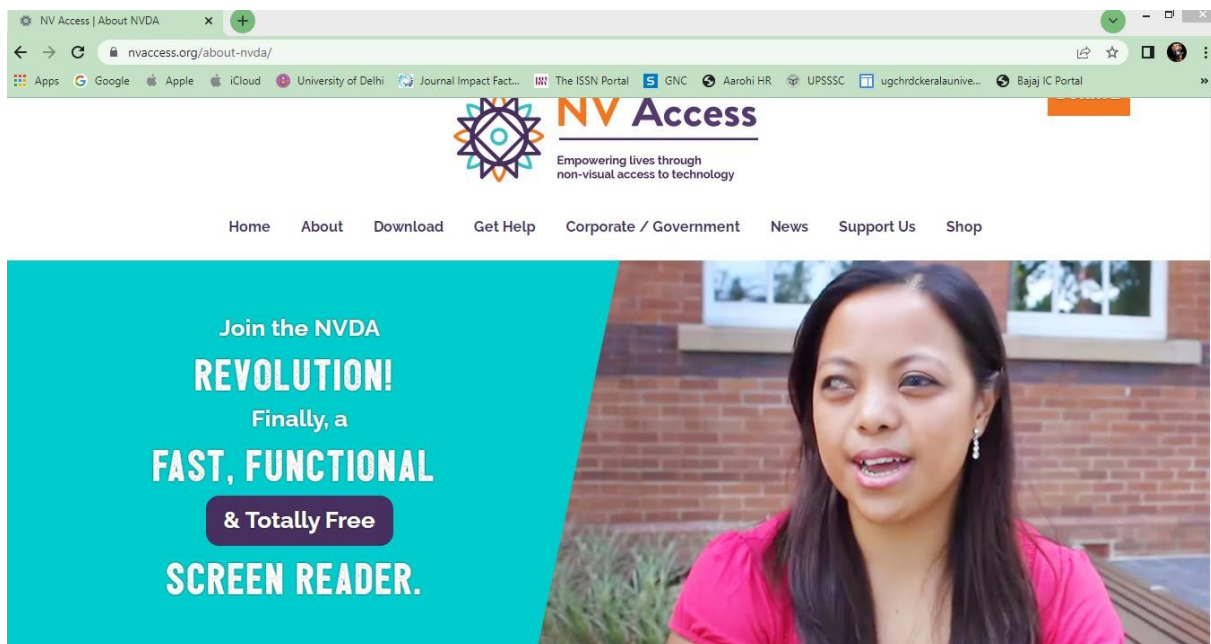 NV Access | About NVDA
nvaccess.org/about-nvda/
Apps Google Apple iCloud University of Delhi Journal Impact Fact... The ISSN Portal GNC Aarohi HR UPSSSC ugchrdckeralaunive... Bajaj IC Portal »
NV Access
Empowering lives through
non-visual access to technology
Home About Download Get Help Corporate / Government News Support Us Shop
Join the NVDA
REVOLUTION!
Finally, a
FAST, FUNCTIONAL
& Totally Free
SCREEN READER.